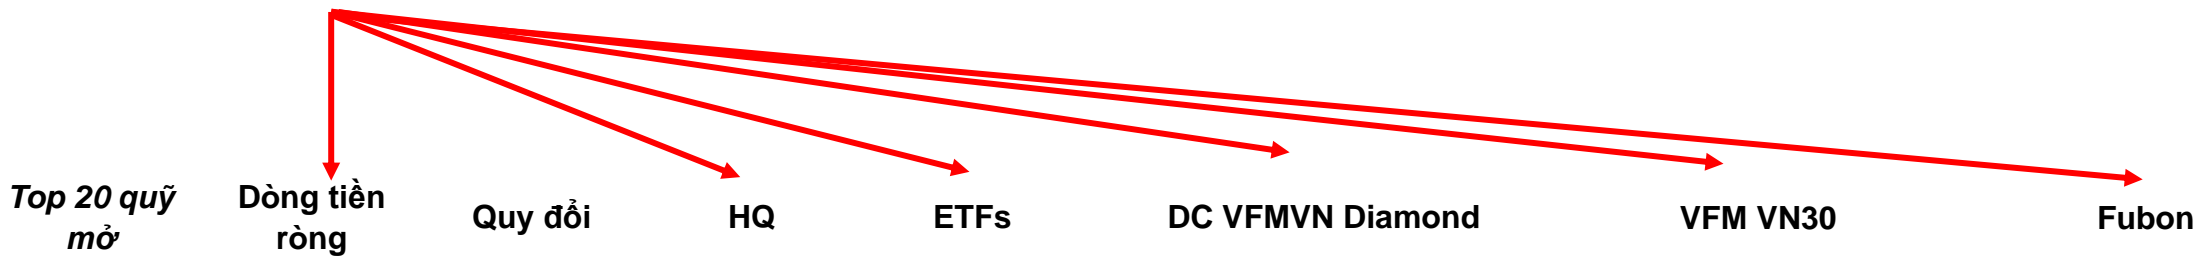 Top 20 quỹ
mở
Dòng tiền
ròng
Quy đổi
HQ
ETFs
DC VFMVN Diamond
VFM VN30
Fubon